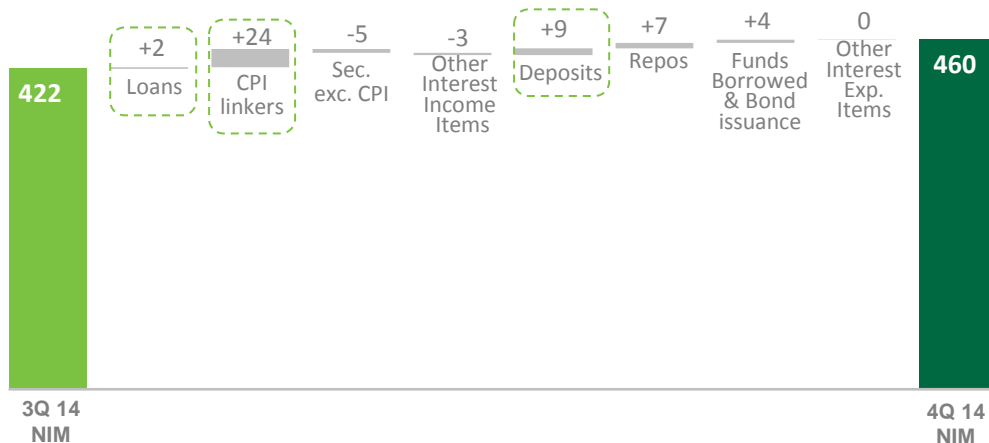 422
+2
Loans
+24
CPI
linkers
-5
Sec.
exc. CPI
-3
Other
Interest
Income
Items
+9
Deposits
+7
Repos
+4
Funds
Borrowed
& Bond
issuance
0
Other
Interest
Exp.
Items
460
3Q 14
NIM
4Q 14
NIM